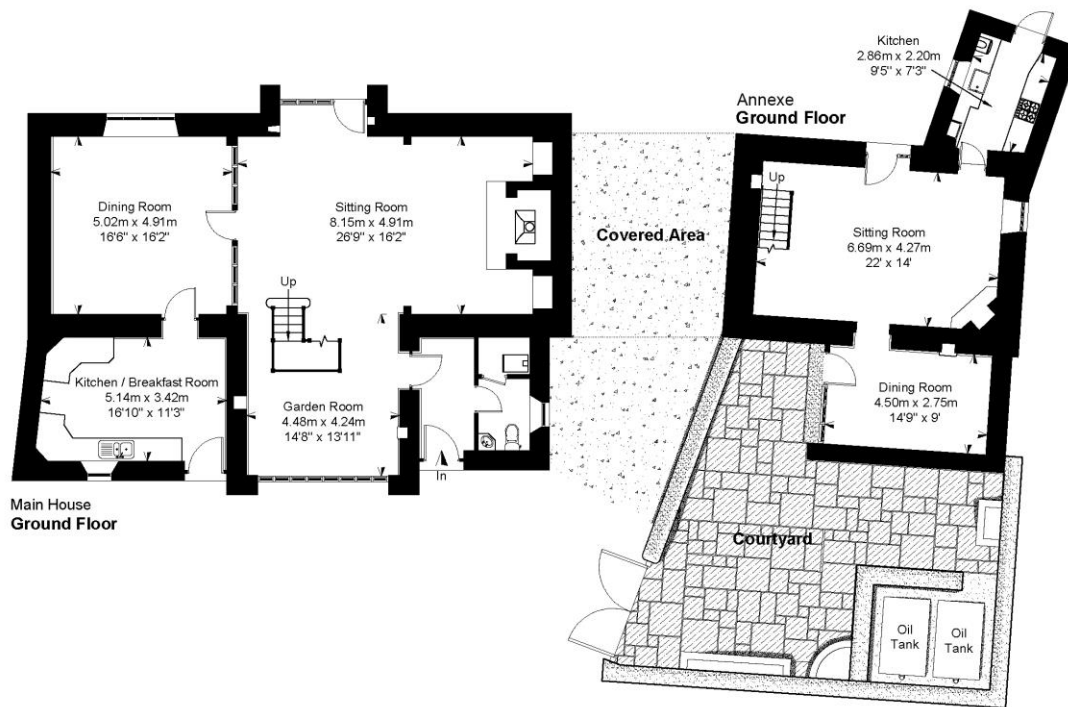 Kitchen
2.86m x 2.20m
9'5" x 7'3"
Annexe
Ground Floor
Dining Room
5.02m x 4.91m
16'6" x 16'2"
Sitting Room
8.15m x 4.91m
26'9" x 16'2"
Up
Covered Area
Up
Sitting Room
6.69m x 4.27m
22' x 14'
Kitchen / Breakfast Room
5.14m x 3.42m
16'10" x 11'3"
Garden Room
4.48m x 4.24m
14'8" x 13'11"
In
Dining Room
4.50m x 2.75m
14'9" x 9'
Main House
Ground Floor
Courtyard
Oil
Tank
Oil
Tank